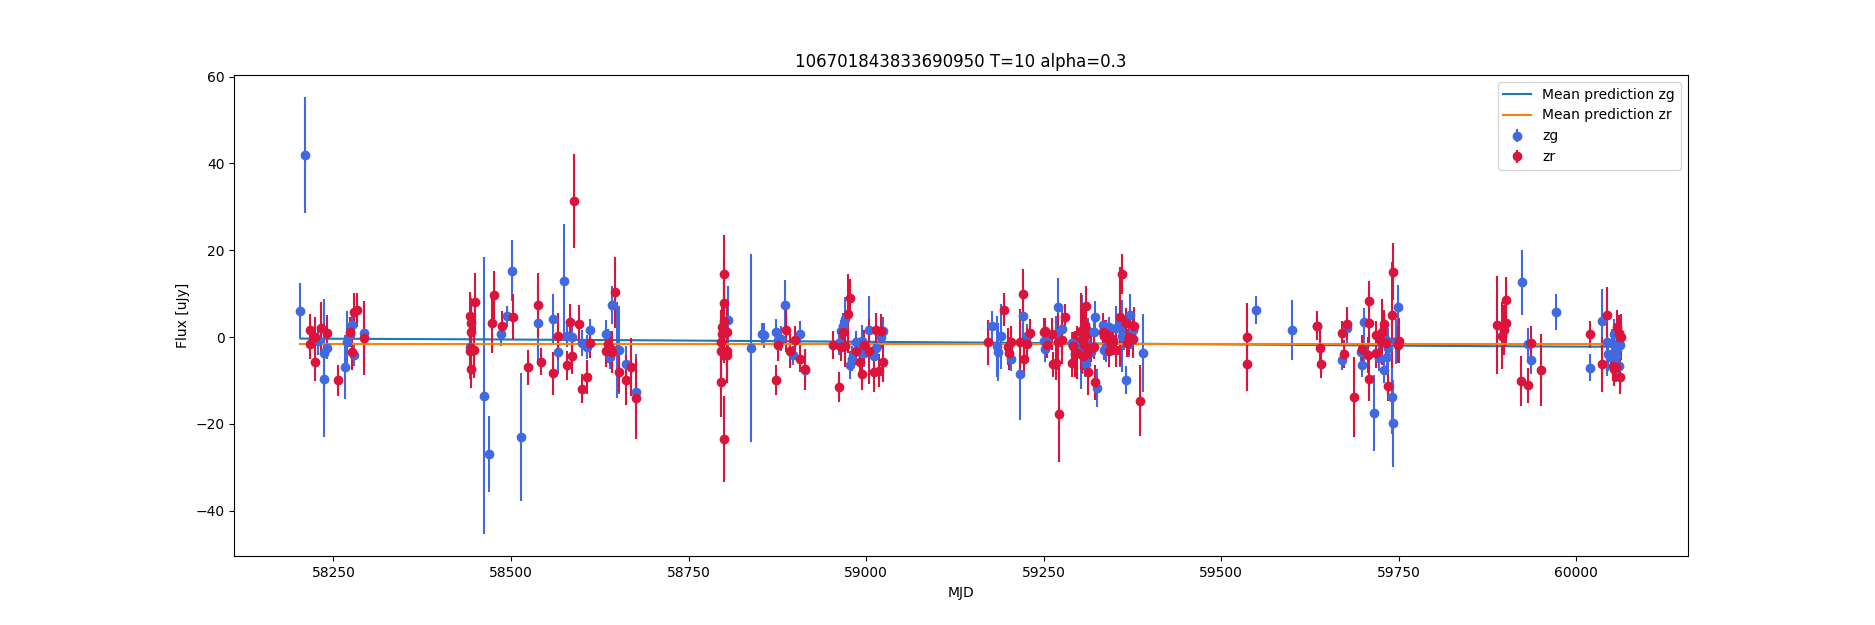 106701843833690950 T=10 alpha=0.3
60
40
20
0
−20
−40
Flux [uJy]
Mean prediction zg
Mean prediction zr
zg
zr
58250 58500 58750 59000 59250 59500 59750 60000
MJD